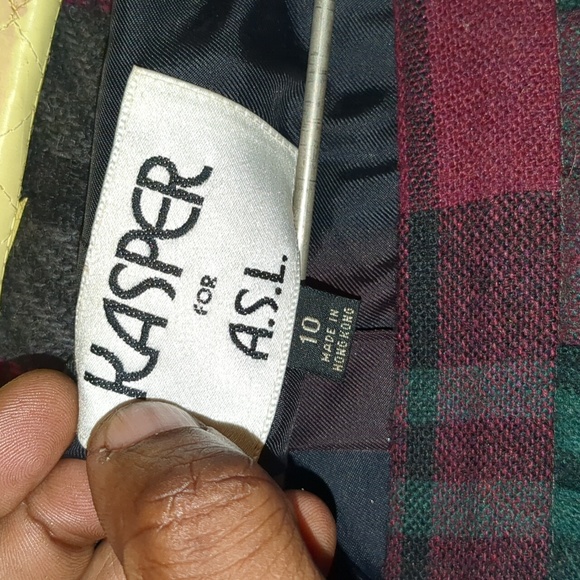 KASPER
FOR
A.S.L.
10
MADE IN
HONG KONG